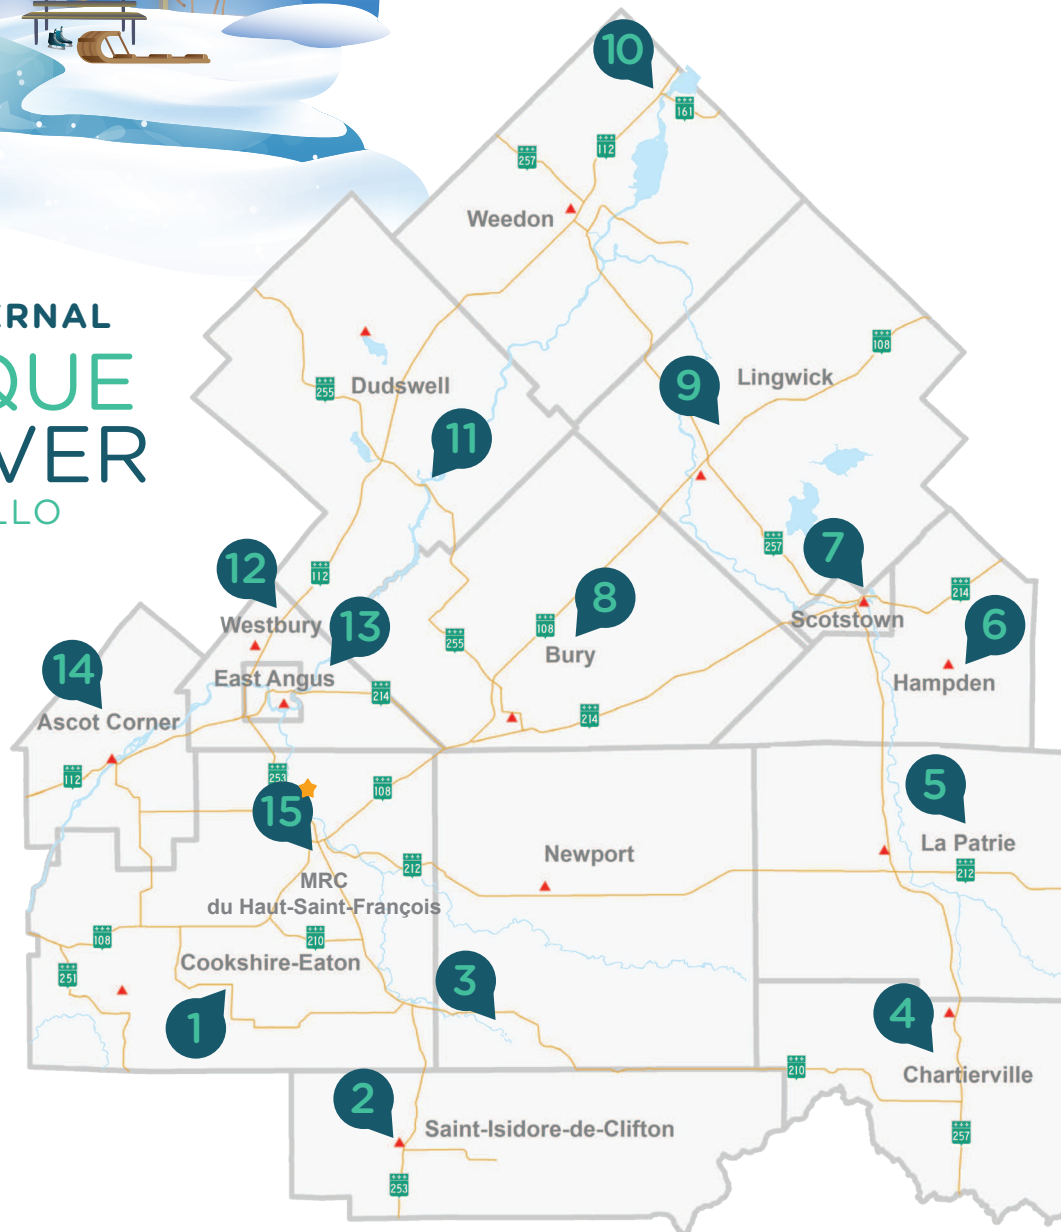 10
161
112
257
Weedon
ERNAL
QUE
VER
LLO
108
9
Lingwick
255
Dudswell
11
257
7
12
112
214
8
13
Westbury
108
255
Scotstown
6
Bury
14
East Angus
214
Hampden
214
Ascot Corner
112
253
108
5
15
La Patrie
Newport
212
212
MRC
du Haut-Saint-François
108
210
Cookshire-Eaton
251
3
4
1
210
Chartierville
2
Saint-Isidore-de-Clifton
257
253